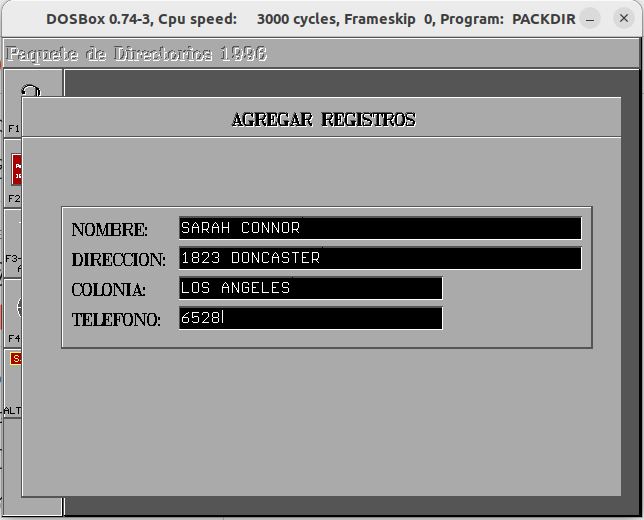 DOSBox 0.74-3, Cpu speed: 3000 cycles, Frameskip 0, Program: PACKDIR
Paquete de Directorios 1996
F1
F2
F3-
F4
ALT
AGREGAR REGISTROS
NOMBRE: SARAH CONNOR
DIRECCION: 1823 DONCASTER
COLONIA: LOS ANGELES
TELEFONO: 6528